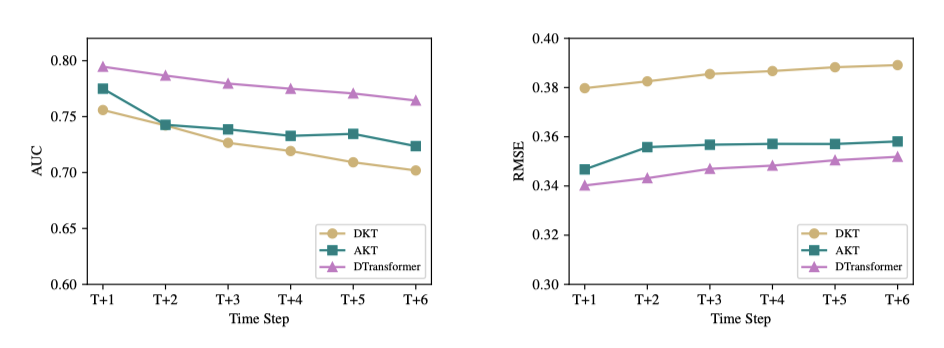 0.80
0.75
0.70
0.65
0.60
AUC
T+1 T+2 T+3 T+4 T+5 T+6
Time Step
DKT
AKT
DTransformer
0.40
0.38
0.36
0.34
0.32
0.30
RMSE
T+1 T+2 T+3 T+4 T+5 T+6
Time Step
DKT
AKT
DTransformer